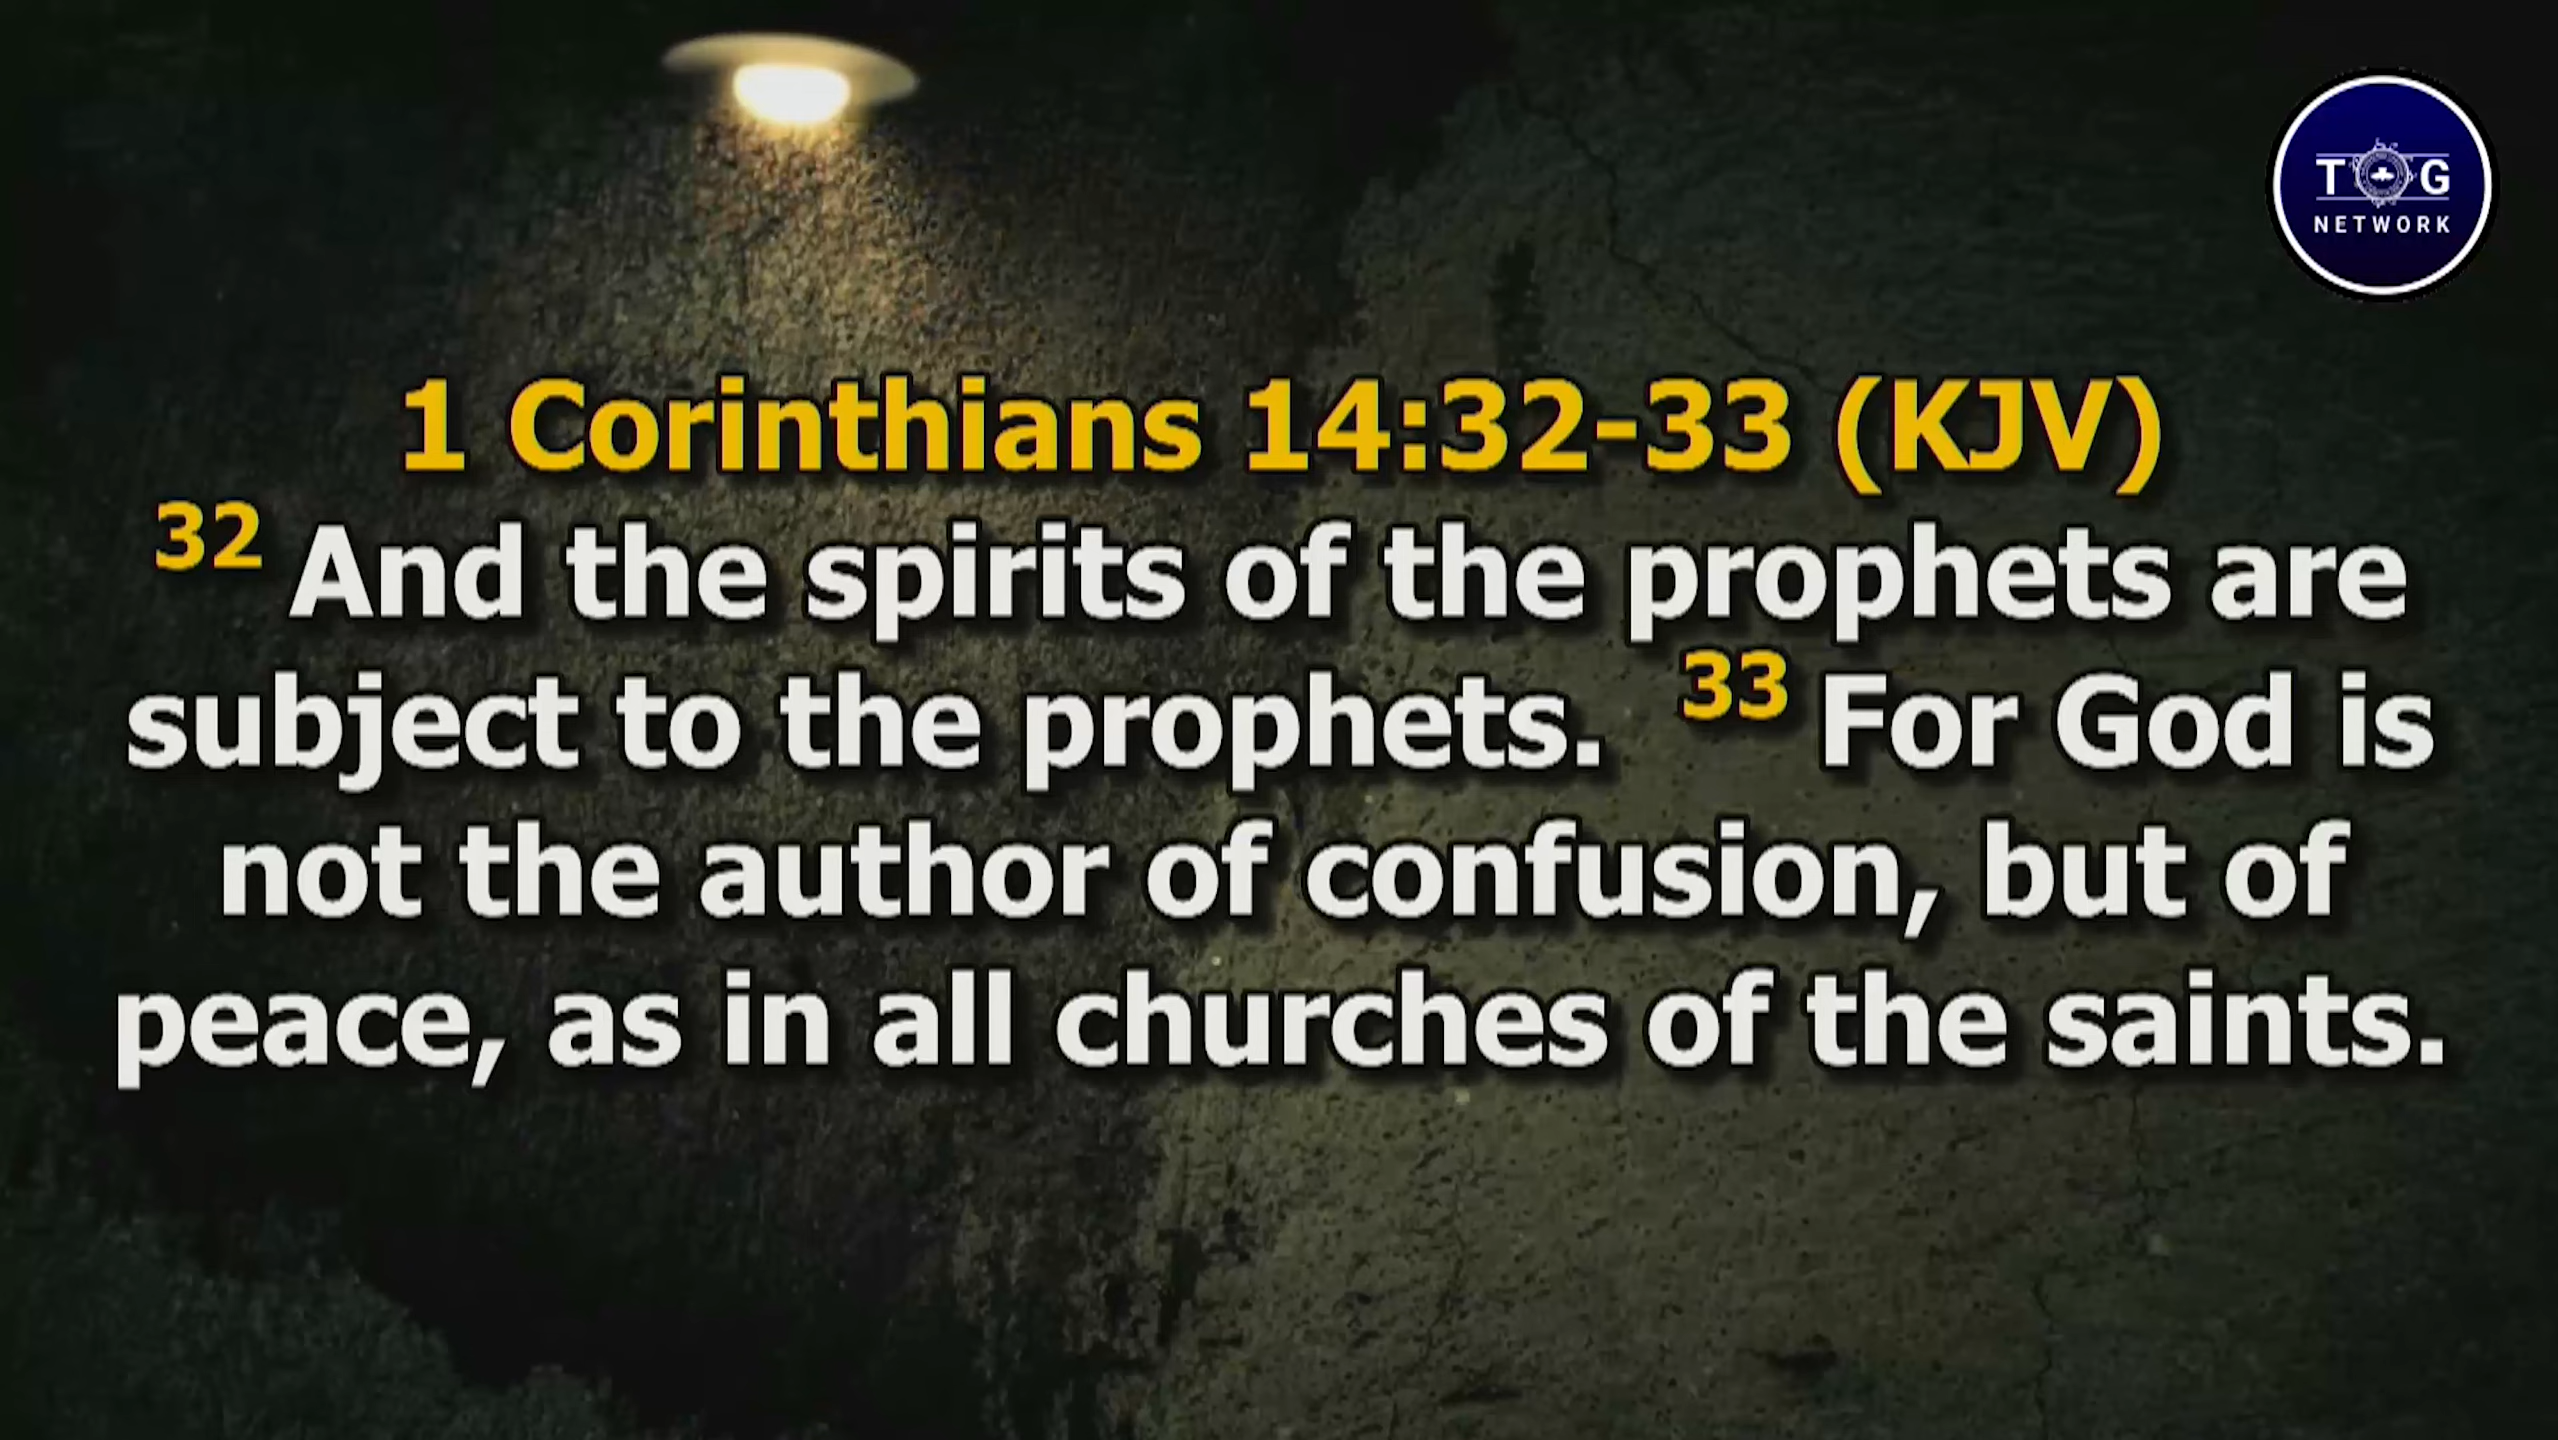 T G
NETWORK
1 Corinthians 14:32-33 (KJV)
32 And the spirits of the prophets are
subject to the prophets. 33 For God is
not the author of confusion, but of
peace, as in all churches of the saints.